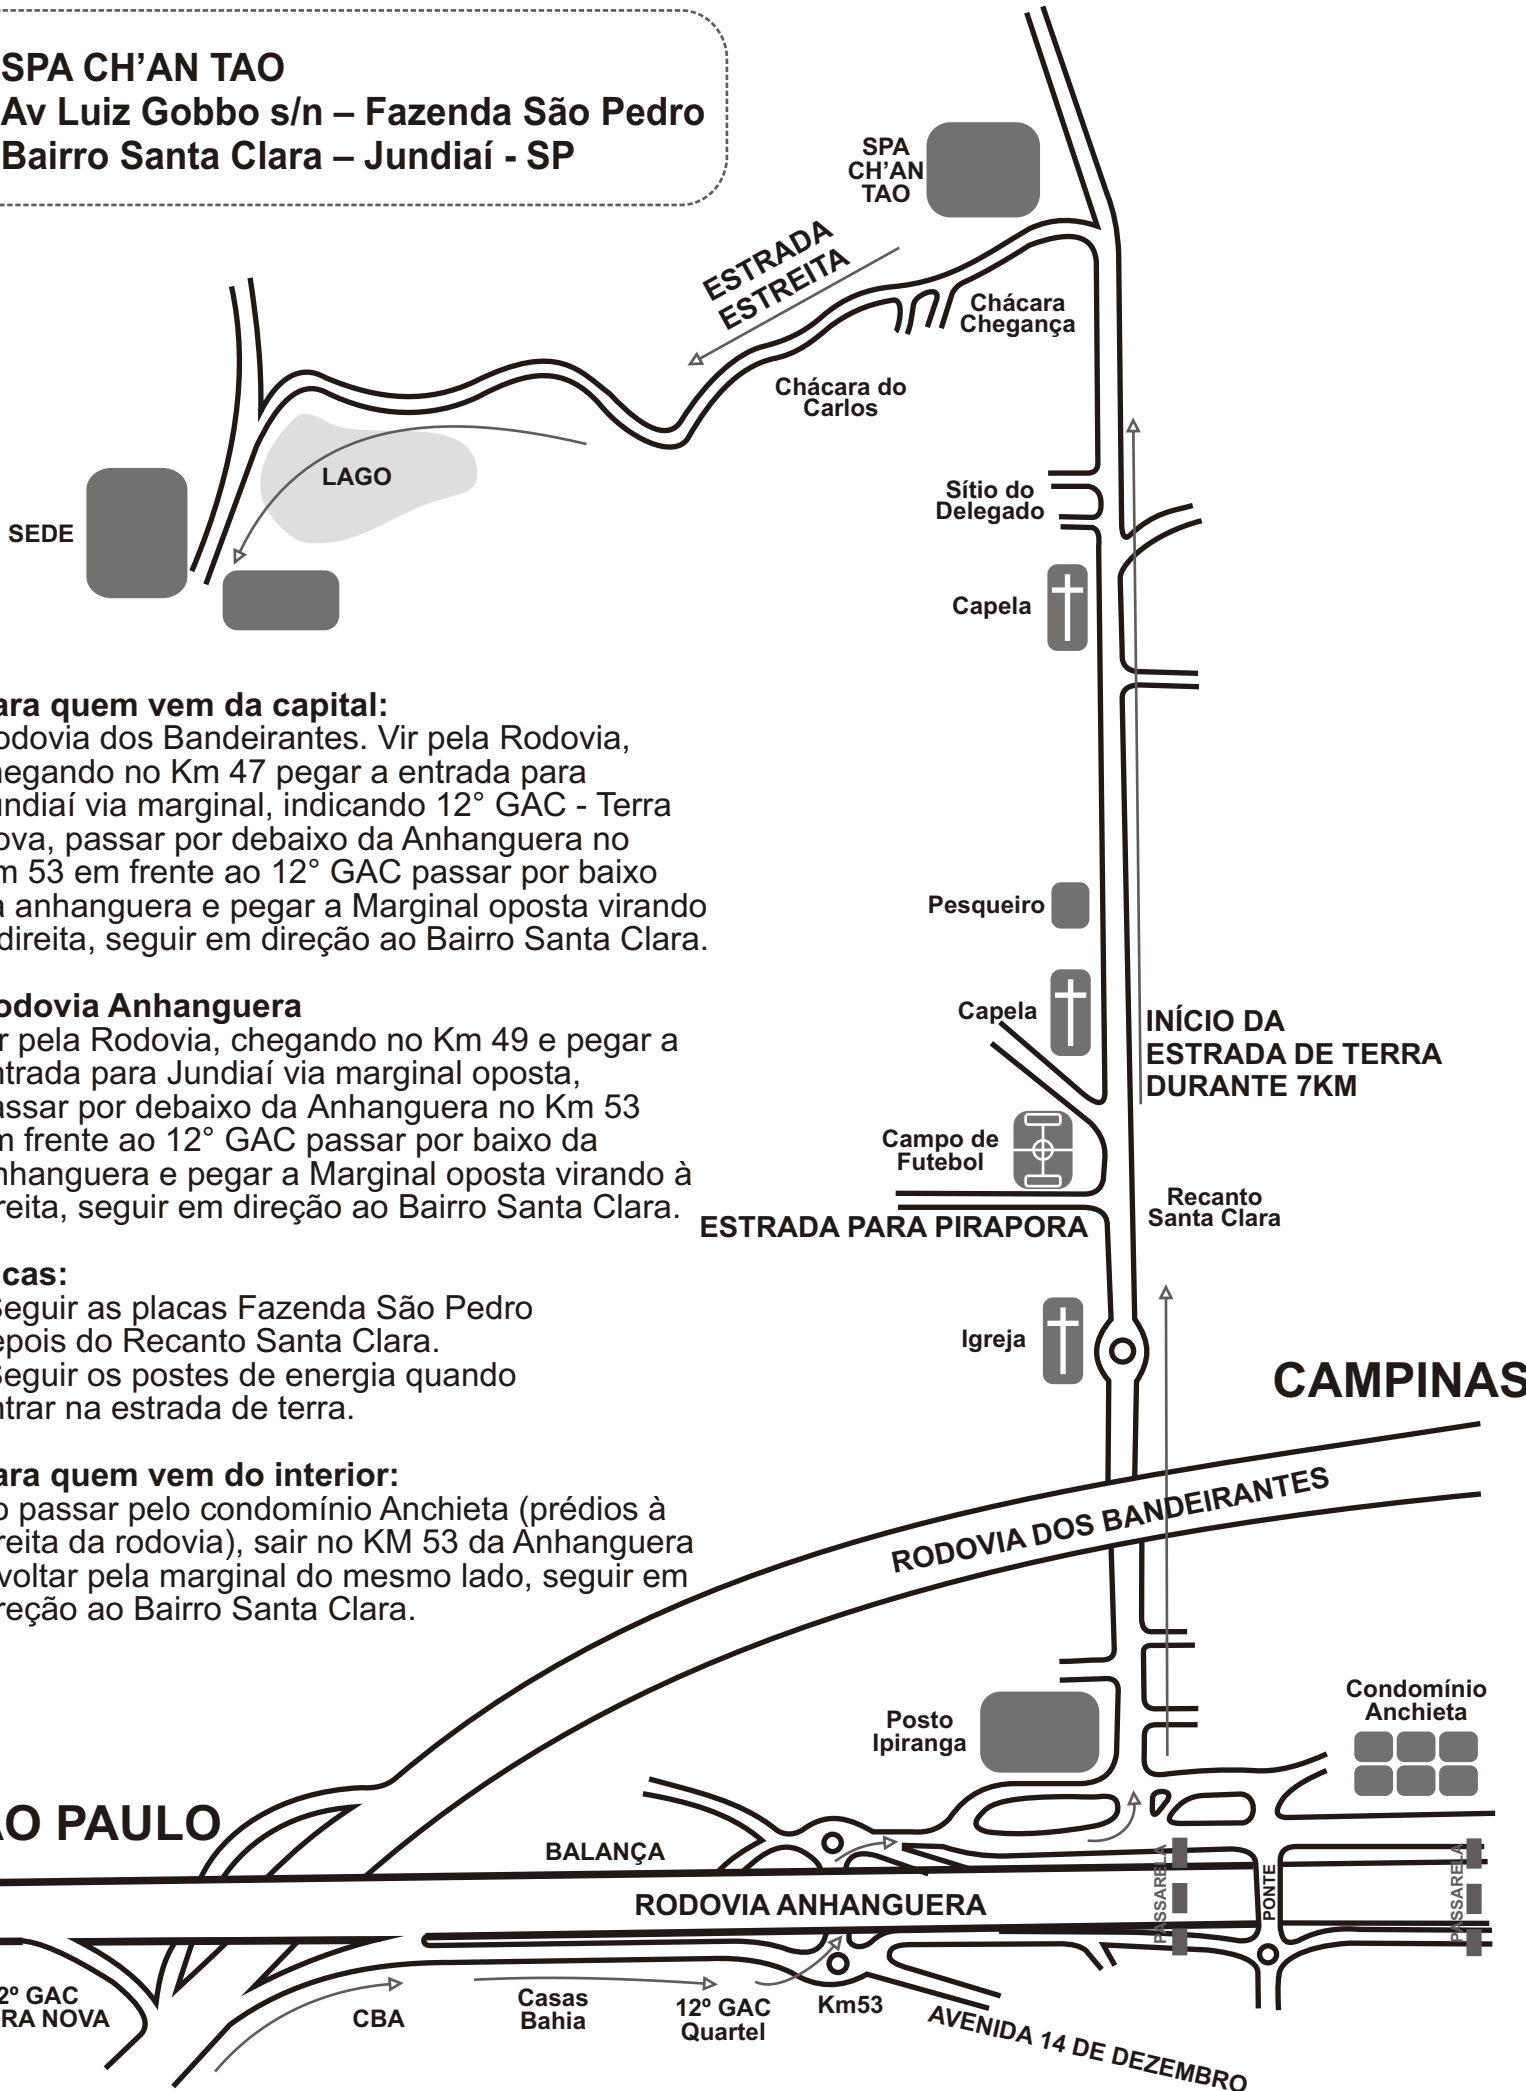 SPA CH'AN TAO
Av Luiz Gobbo s/n – Fazenda São Pedro
Bairro Santa Clara – Jundiaí - SP
SPA
CH'AN
TAO
ESTRADA
ESTREITA
Chácara
Chegança
Chácara do
Carlos
LAGO
SEDE
Sítio do
Delegado
Capela
ara quem vem da capital:
odovia dos Bandeirantes. Vir pela Rodovia,
hegando no Km 47 pegar a entrada para
undiaí via marginal, indicando 12° GAC - Terra
ova, passar por debaixo da Anhanguera no
m 53 em frente ao 12° GAC passar por baixo
a anhanguera e pegar a Marginal oposta virando
direita, seguir em direção ao Bairro Santa Clara.
Pesqueiro
Capela
INÍCIO DA
ESTRADA DE TERRA
DURANTE 7KM
odovia Anhanguera
r pela Rodovia, chegando no Km 49 e pegar a
ntrada para Jundiaí via marginal oposta,
assar por debaixo da Anhanguera no Km 53
m frente ao 12° GAC passar por baixo da
nhanguera e pegar a Marginal oposta virando à
reita, seguir em direção ao Bairro Santa Clara.
Campo de
Futebol
Recanto
Santa Clara
ESTRADA PARA PIRAPORA
cas:
Seguir as placas Fazenda São Pedro
epois do Recanto Santa Clara.
Seguir os postes de energia quando
ntrar na estrada de terra.
Igreja
CAMPINAS
ara quem vem do interior:
o passar pelo condomínio Anchieta (prédios à
reita da rodovia), sair no KM 53 da Anhanguera
voltar pela marginal do mesmo lado, seguir em
reção ao Bairro Santa Clara.
RODOVIA DOS BANDEIRANTES
Posto
Ipiranga
Condomínio
Anchieta
ÃO PAULO
BALANÇA
RODOVIA ANHANGUERA
PASSARELA
PONTE
PASSARELA
2º GAC
RRA NOVA
CBA
Casas
Bahia
12º GAC
Quartel
Km53
AVENIDA 14 DE DEZEMBRO